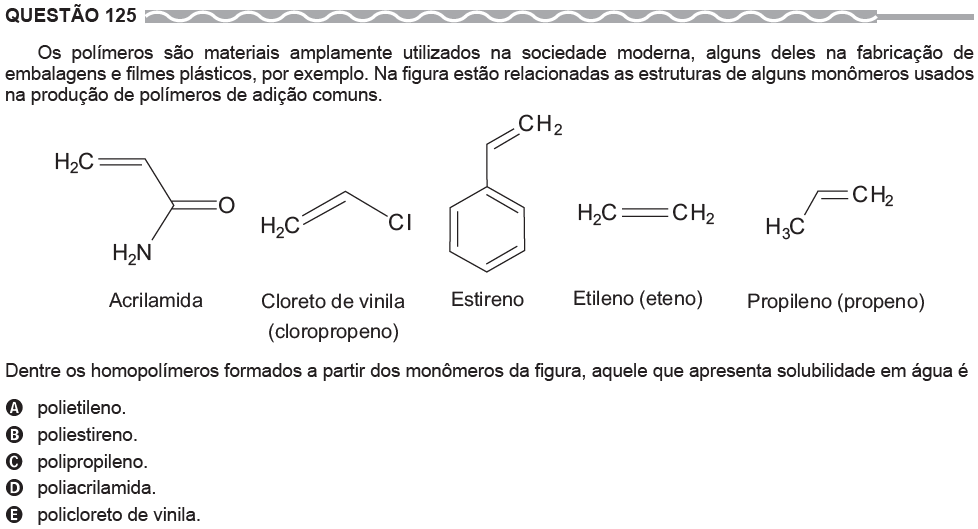 QUESTÃO 125
Os polímeros são materiais amplamente utilizados na sociedade moderna, alguns deles na fabricação de
embalagens e filmes plásticos, por exemplo. Na figura estão relacionadas as estruturas de alguns monômeros usados
na produção de polímeros de adição comuns.
CH2
H2C
O
H2N
H2C
Cl
H2C CH2
CH2
H3C
Acrilamida
Cloreto de vinila
(cloropropeno)
Estireno
Etileno (eteno)
Propileno (propeno)
Dentre os homopolímeros formados a partir dos monômeros da figura, aquele que apresenta solubilidade em água é
A polietileno.
B poliestireno.
C polipropileno.
D poliacrilamida.
E policloreto de vinila.